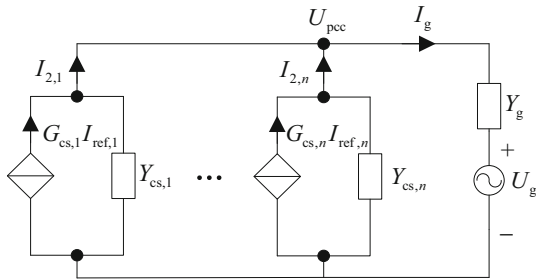 U_pcc
I_g
I_2,1
I_2,n
Y_g
G_cs,1 I_ref,1
G_cs,n I_ref,n
+
Y_cs,1
...
Y_cs,n
U_g
−